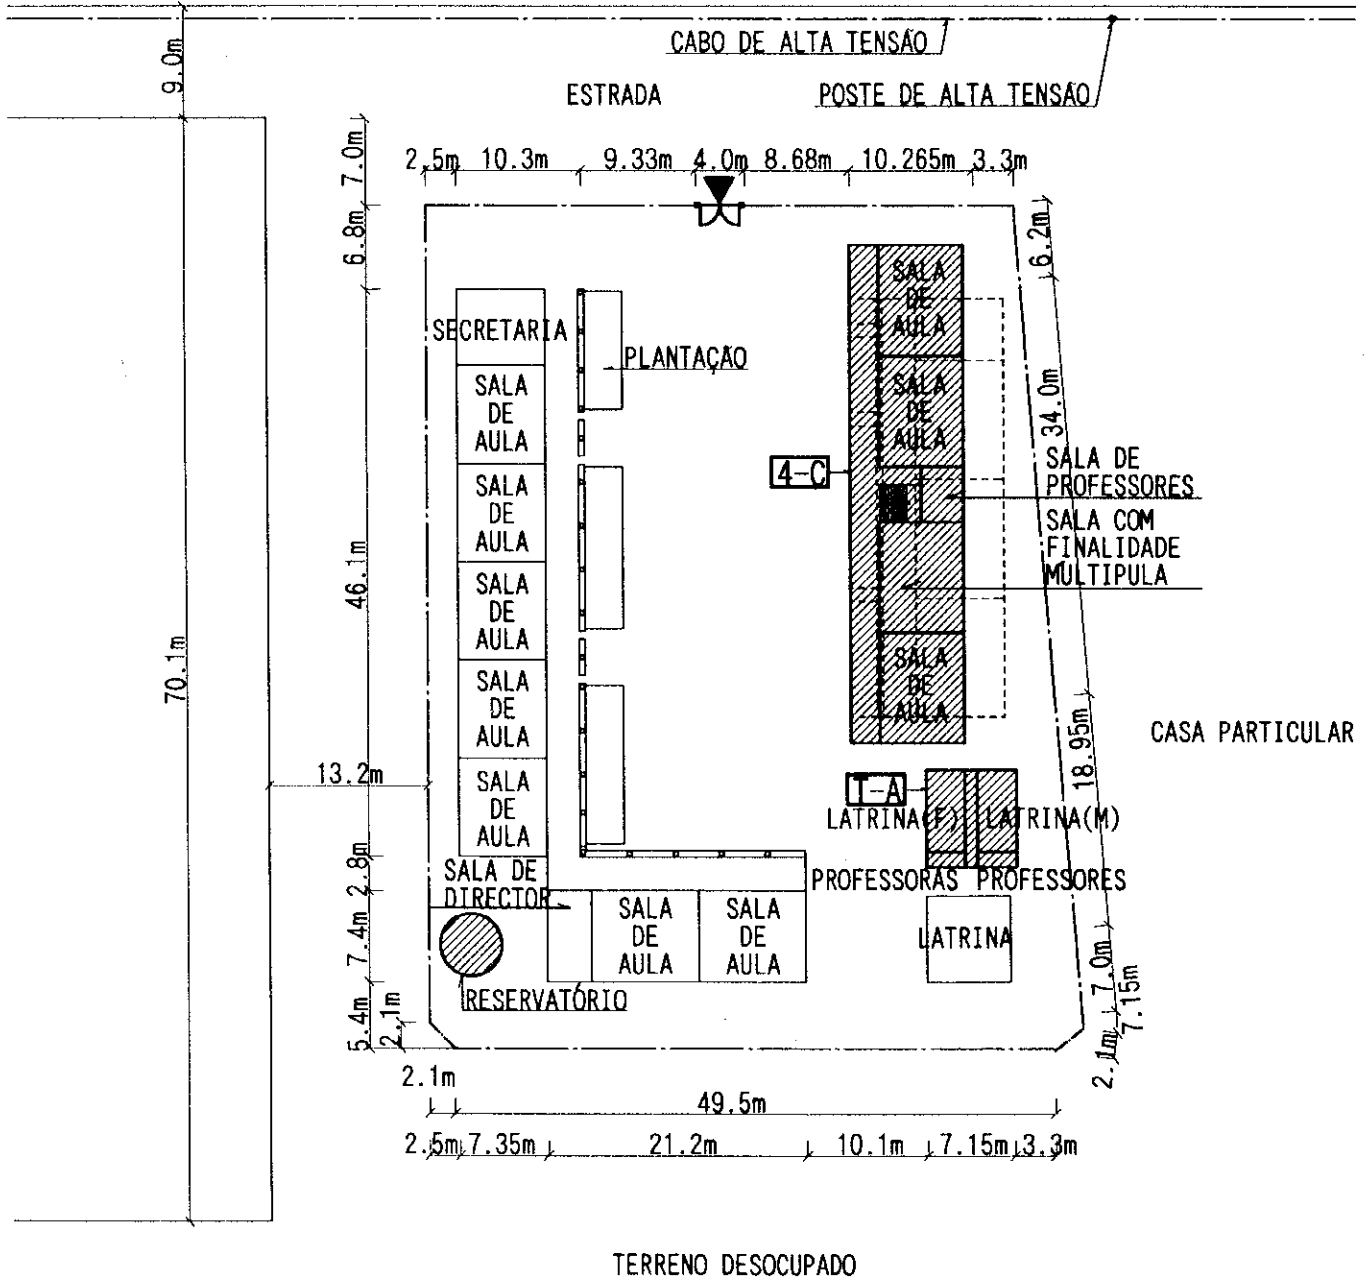 CABO DE ALTA TENSÃO
9.0m
ESTRADA
POSTE DE ALTA TENSÃO
7.0m
2.5m 10.3m 9.33m 4.0m 8.68m 10.265m 3.3m
6.8m
6.2m
SALA
DE
AULA
SECRETARIA
PLANTAÇÃO
SALA
DE
AULA
SALA
DE
AULA
34.0m
4-C
SALA DE
PROFESSORES
SALA
DE
AULA
SALA COM
FINALIDADE
MULTIPULA
46.1m
SALA
DE
AULA
70.1m
SALA
DE
AULA
SALA
DE
AULA
18.95m
CASA PARTICULAR
13.2m
SALA
DE
AULA
T-A
LATRINA(F) LATRINA(M)
2.8m
SALA DE
DIRECTOR
PROFESSORAS PROFESSORES
7.4m
SALA
DE
AULA
SALA
DE
AULA
LATRINA
RESERVATÓRIO
7.0m
7.15m
5.4m
2.1m
2.1m
2.1m
49.5m
2.5m 7.35m 21.2m 10.1m 7.15m 3.3m
TERRENO DESOCUPADO